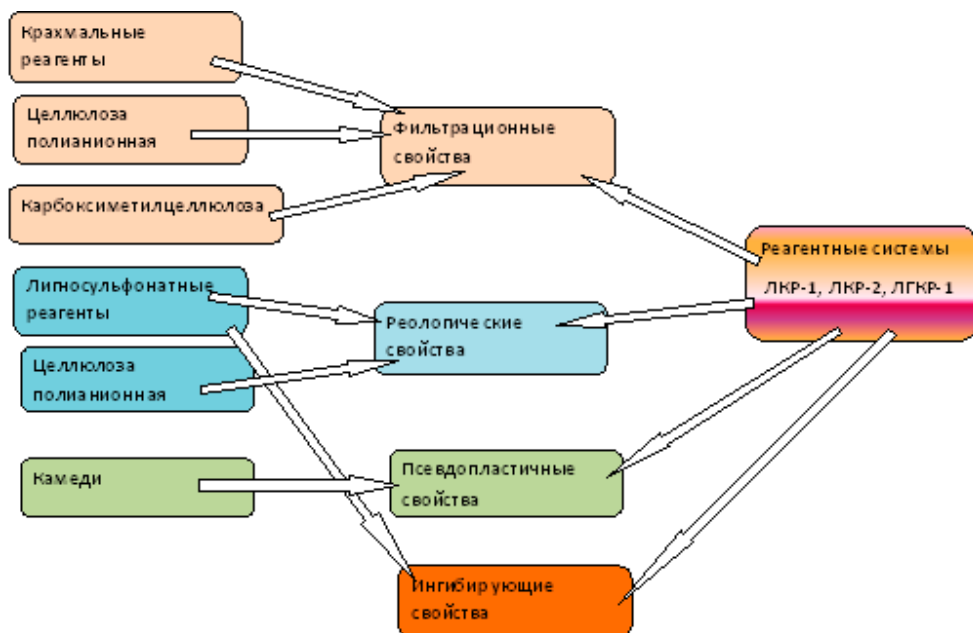 Крахмальные
реагенты
Целлюлоза
полианионная
Карбоксиметилцеллюлоза
Фильтрационные
свойства
Лигносульфонатные
реагенты
Целлюлоза
полианионная
Реологические
свойства
Реагентные системы
ЛКР-1, ЛКР-2, ЛГКР-1
Камеди
Псевдопластичные
свойства
Ингибирующие
свойства